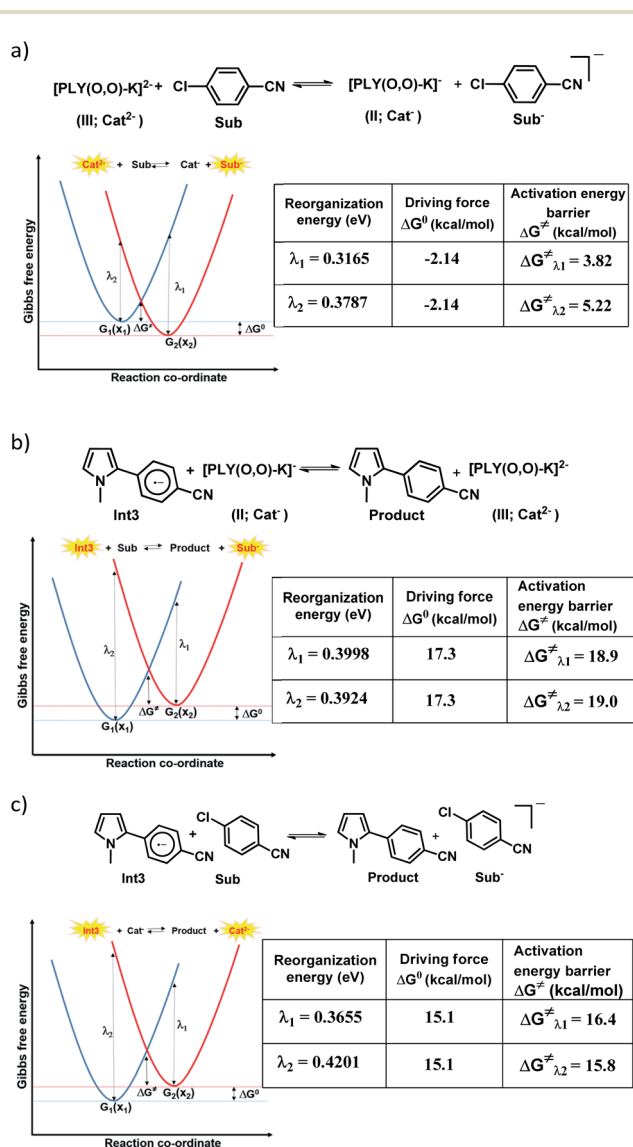 a)
[PLY(O,O)-K]²⁻ + Cl CN ⇌ [PLY(O,O)-K]⁻ + Cl CN ⁻
(III; Cat²⁻) Sub (II; Cat⁻) Sub⁻
Cat²⁻ + Sub ⇌ Cat⁻ + Sub⁻
Gibbs free energy
λ₂
λ₁
G₁(x₁) ΔG≠ G₂(x₂) ΔG⁰
Reaction co-ordinate
Reorganization energy (eV) | Driving force ΔG⁰ (kcal/mol) | Activation energy barrier ΔG≠ (kcal/mol)
λ₁ = 0.3165 | -2.14 | ΔG≠λ1 = 3.82
λ₂ = 0.3787 | -2.14 | ΔG≠λ2 = 5.22
b)
N CN •− + [PLY(O,O)-K]⁻ ⇌ N CN + [PLY(O,O)-K]²⁻
Int3 (II; Cat⁻) Product (III; Cat²⁻)
Int3 + Sub ⇌ Product + Sub⁻
Gibbs free energy
λ₂
λ₁
G₁(x₁) ΔG≠ G₂(x₂) ΔG⁰
Reaction co-ordinate
Reorganization energy (eV) | Driving force ΔG⁰ (kcal/mol) | Activation energy barrier ΔG≠ (kcal/mol)
λ₁ = 0.3998 | 17.3 | ΔG≠λ1 = 18.9
λ₂ = 0.3924 | 17.3 | ΔG≠λ2 = 19.0
c)
N CN •− + Cl CN ⇌ N CN + Cl CN ⁻
Int3 Sub Product Sub⁻
Int3 + Cat⁻ ⇌ Product + Cat²⁻
Gibbs free energy
λ₂
λ₁
G₁(x₁) ΔG≠ G₂(x₂) ΔG⁰
Reaction co-ordinate
Reorganization energy (eV) | Driving force ΔG⁰ (kcal/mol) | Activation energy barrier ΔG≠ (kcal/mol)
λ₁ = 0.3655 | 15.1 | ΔG≠λ1 = 16.4
λ₂ = 0.4201 | 15.1 | ΔG≠λ2 = 15.8